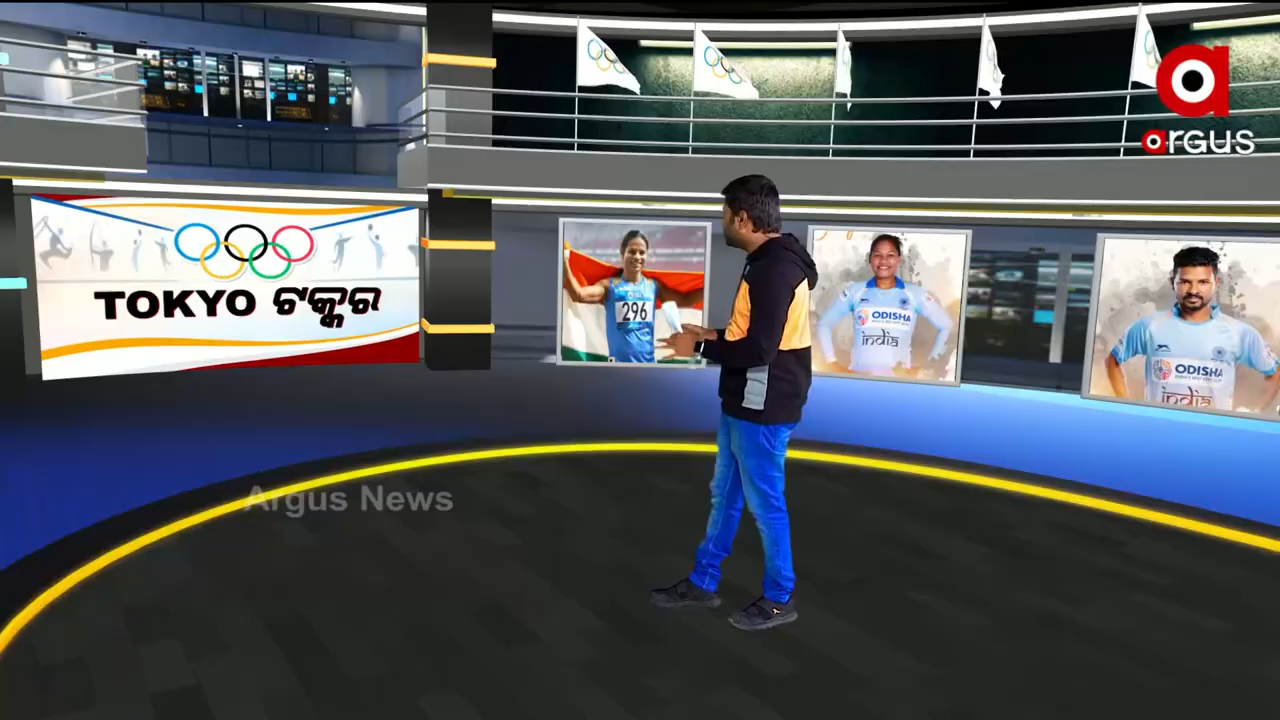 argus
TOKYO ଟକ୍କର
296
ODISHA
india
ODISHA
india
Argus News